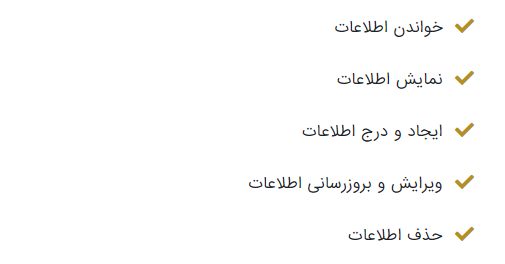 خواندن اطلاعات
نمایش اطلاعات
ایجاد و درج اطلاعات
ویرایش و بروزرسانی اطلاعات
حذف اطلاعات